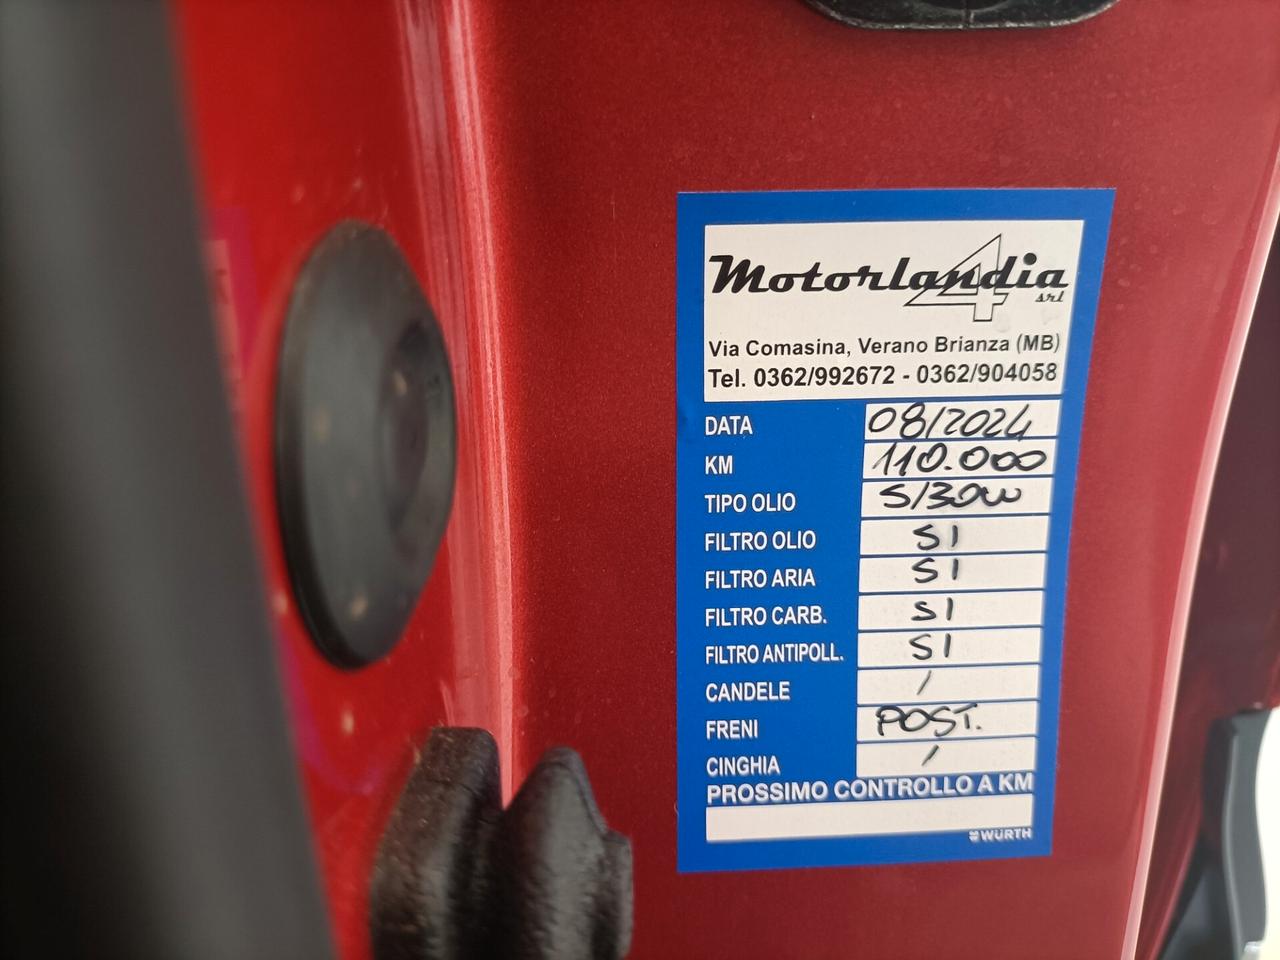 Motorlandia 4 srl
Via Comasina, Verano Brianza (MB)
Tel. 0362/992672 - 0362/904058
DATA 08/2024
KM 110.000
TIPO OLIO 5/30W
FILTRO OLIO SI
FILTRO ARIA SI
FILTRO CARB. SI
FILTRO ANTIPOLL. SI
CANDELE /
FRENI POST.
CINGHIA /
PROSSIMO CONTROLLO A KM
WÜRTH